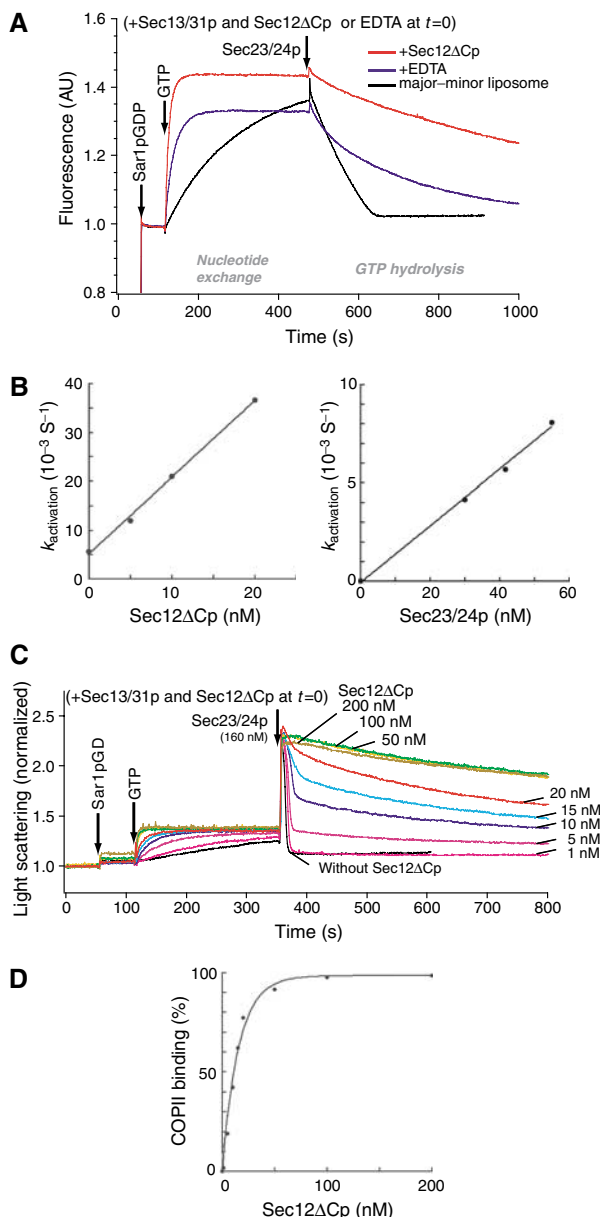 A
(+Sec13/31p and Sec12ΔCp or EDTA at t=0)
Sec23/24p
+Sec12ΔCp
+EDTA
major–minor liposome
GTP
Sar1pGDP
Fluorescence (AU)
1.6
1.4
1.2
1.0
0.8
Nucleotide
exchange
GTP hydrolysis
0 200 400 600 800 1000
Time (s)
B
kactivation (10−3 S−1)
40
30
20
10
0
0 10 20
Sec12ΔCp (nM)
kactivation (10−3 S−1)
10
5
0
0 20 40 60
Sec23/24p (nM)
C
(+Sec13/31p and Sec12ΔCp at t=0)
Sec23/24p
(160 nM)
Sec12ΔCp
200 nM
100 nM
50 nM
Sar1pGD
GTP
Light scattering (normalized)
2.5
2.0
1.5
1.0
20 nM
15 nM
10 nM
5 nM
1 nM
Without Sec12ΔCp
0 100 200 300 400 500 600 700 800
Time (s)
D
COPII binding (%)
100
50
0
0 100 200
Sec12ΔCp (nM)